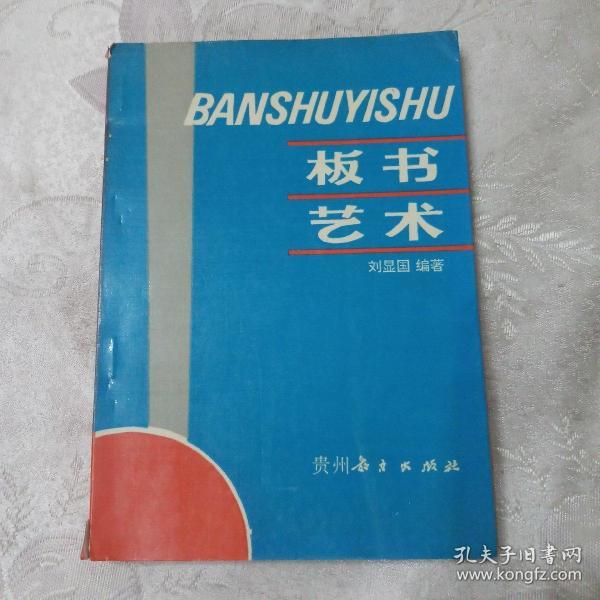 BANSHUYISHU
板书
艺术
刘显国 编著
贵州教育出版社
孔夫子旧书网
www.kongfz.com